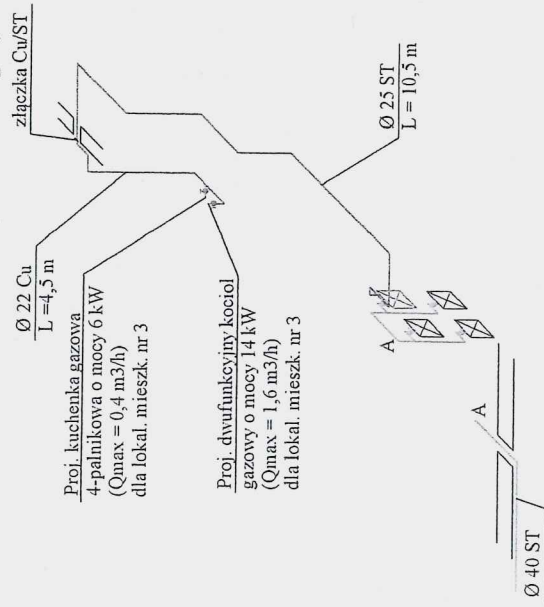 złączka Cu/ST
Ø 22 Cu
L =4,5 m
Proj. kuchenka gazowa
4-palnikowa o mocy 6 kW
(Qmax = 0,4 m3/h)
dla lokal. mieszk. nr 3
Proj. dwufunkcyjny kocioł
gazowy o mocy 14 kW
(Qmax = 1,6 m3/h)
dla lokal. mieszk. nr 3
Ø 25 ST
L = 10,5 m
A
A
Ø 40 ST